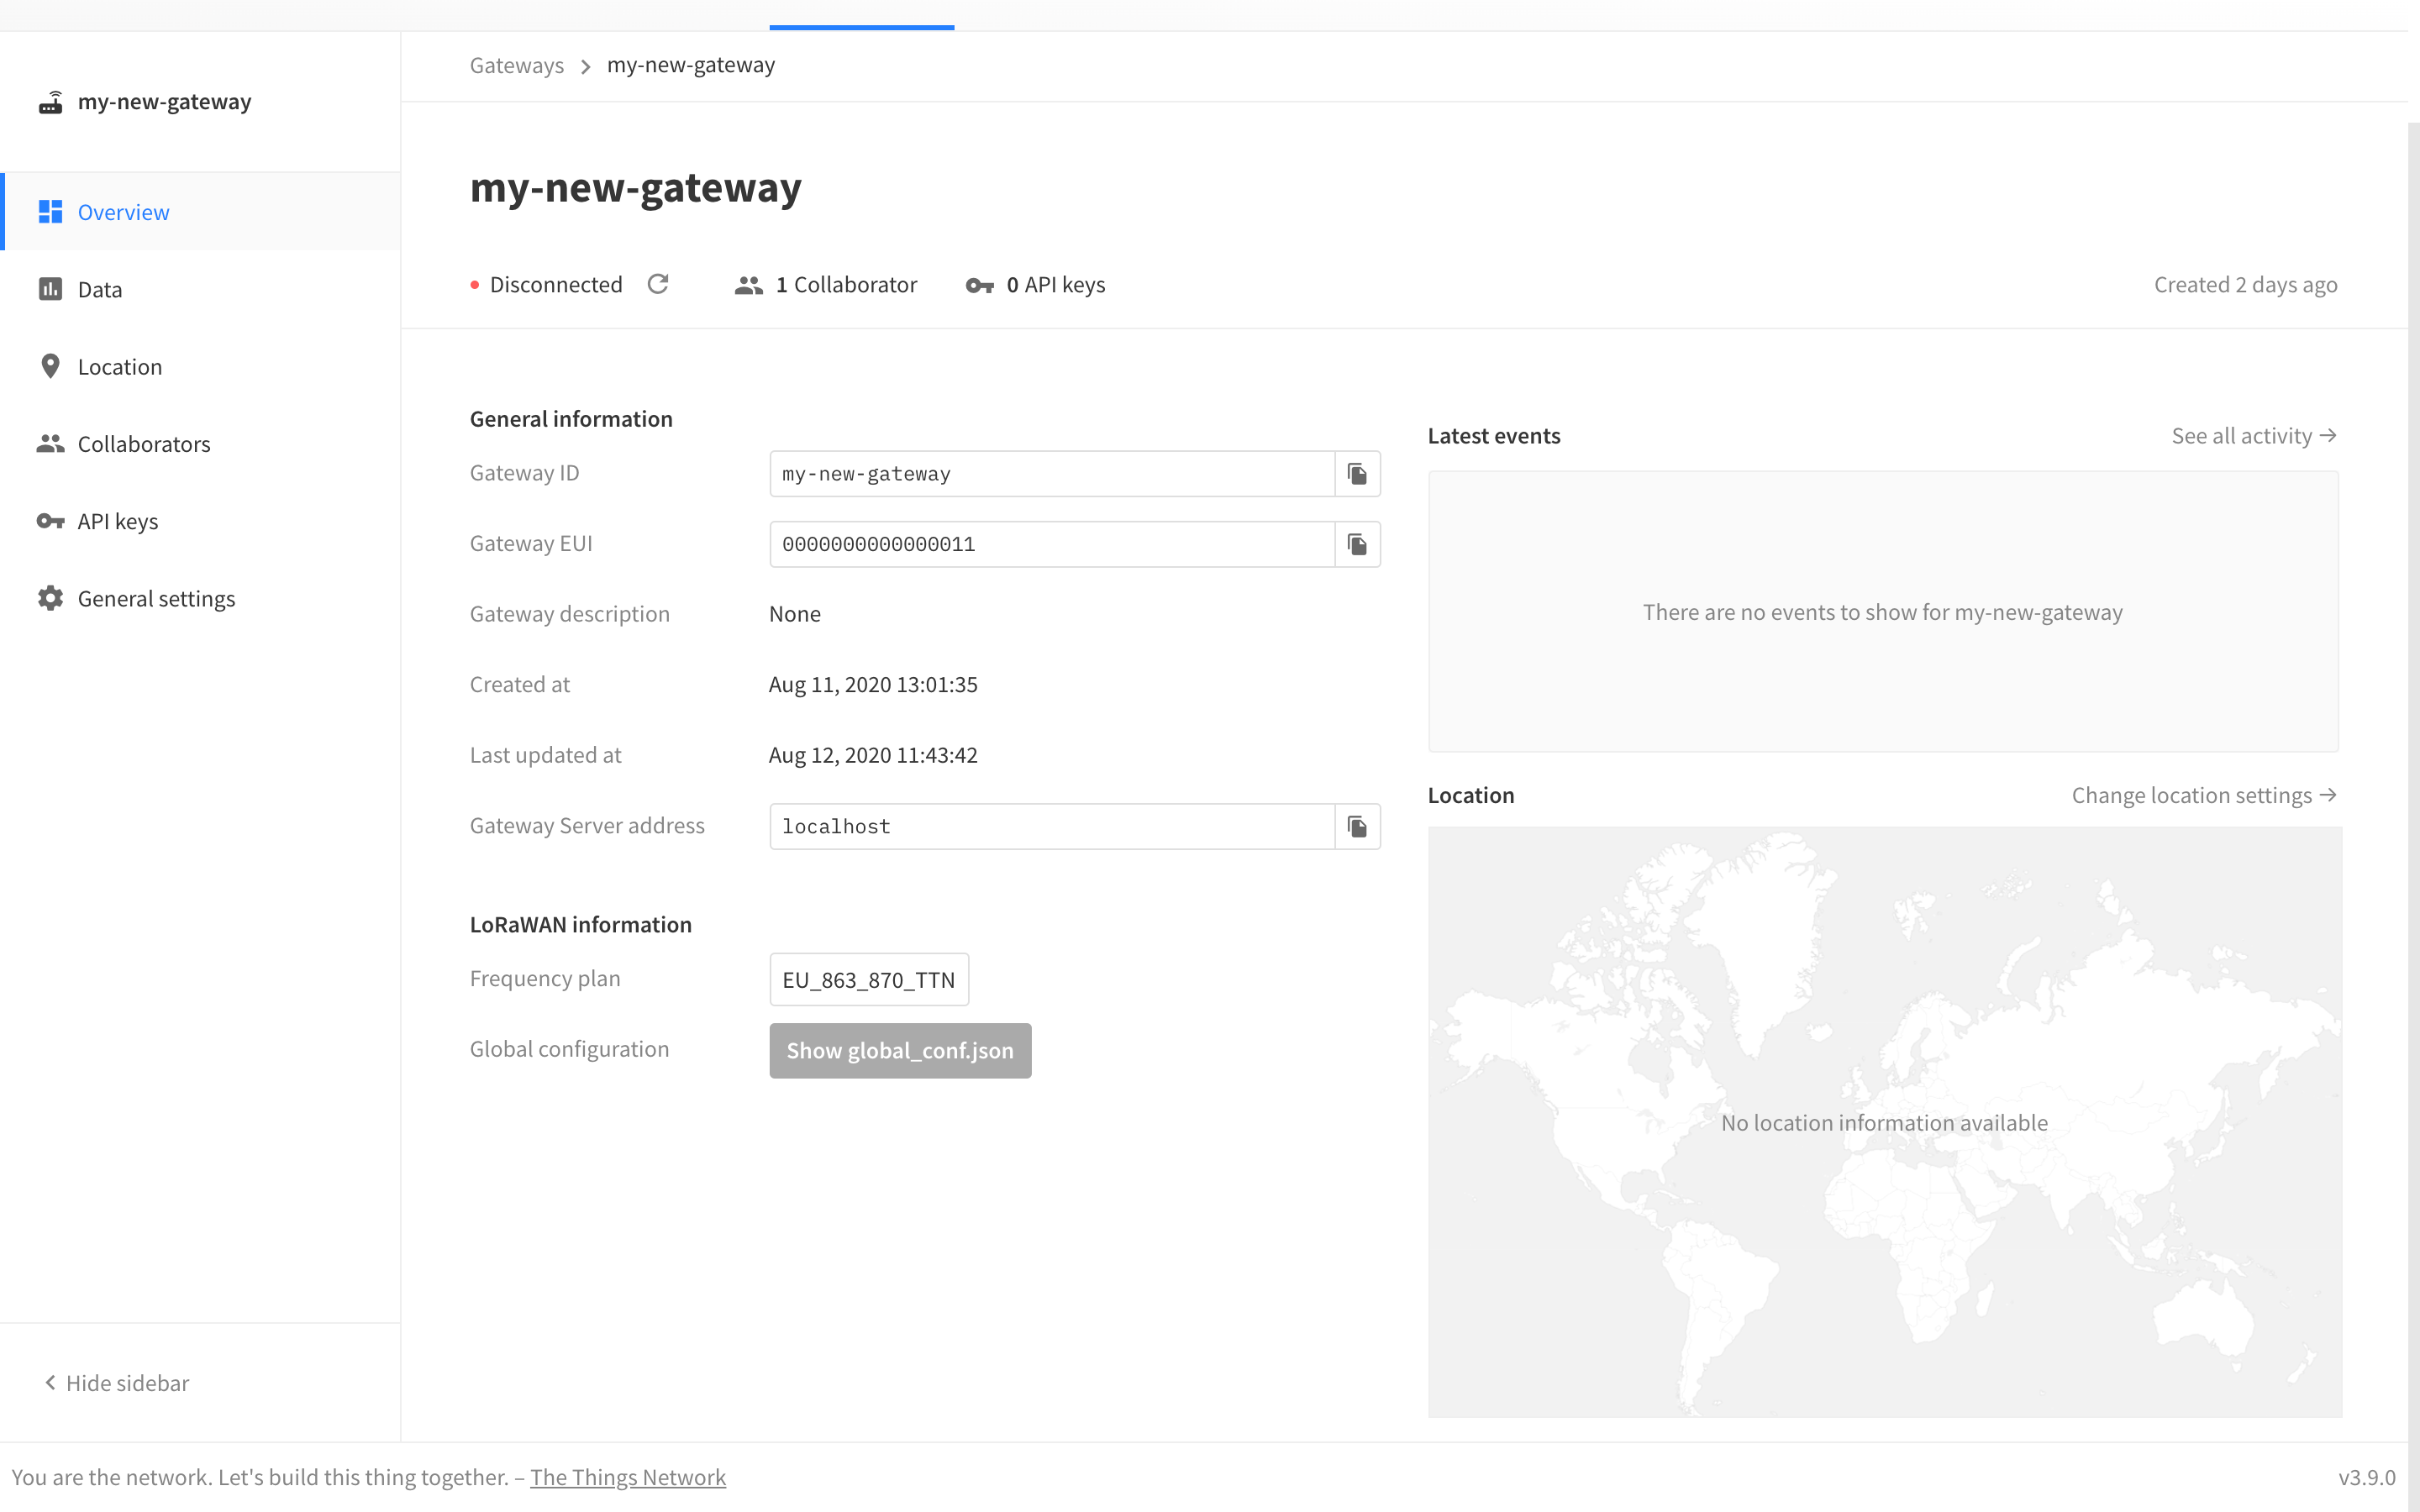 Gateways
my-new-gateway
my-new-gateway
Overview
Data
Location
Collaborators
API keys
General settings
Hide sidebar
my-new-gateway
Disconnected
1 Collaborator
0 API keys
Created 2 days ago
General information
Gateway ID
my-new-gateway
Gateway EUI
0000000000000011
Gateway description
None
Created at
Aug 11, 2020 13:01:35
Last updated at
Aug 12, 2020 11:43:42
Gateway Server address
localhost
LoRaWAN information
Frequency plan
EU_863_870_TTN
Global configuration
Show global_conf.json
Latest events
See all activity →
There are no events to show for my-new-gateway
Location
Change location settings →
No location information available
You are the network. Let's build this thing together. – The Things Network
v3.9.0